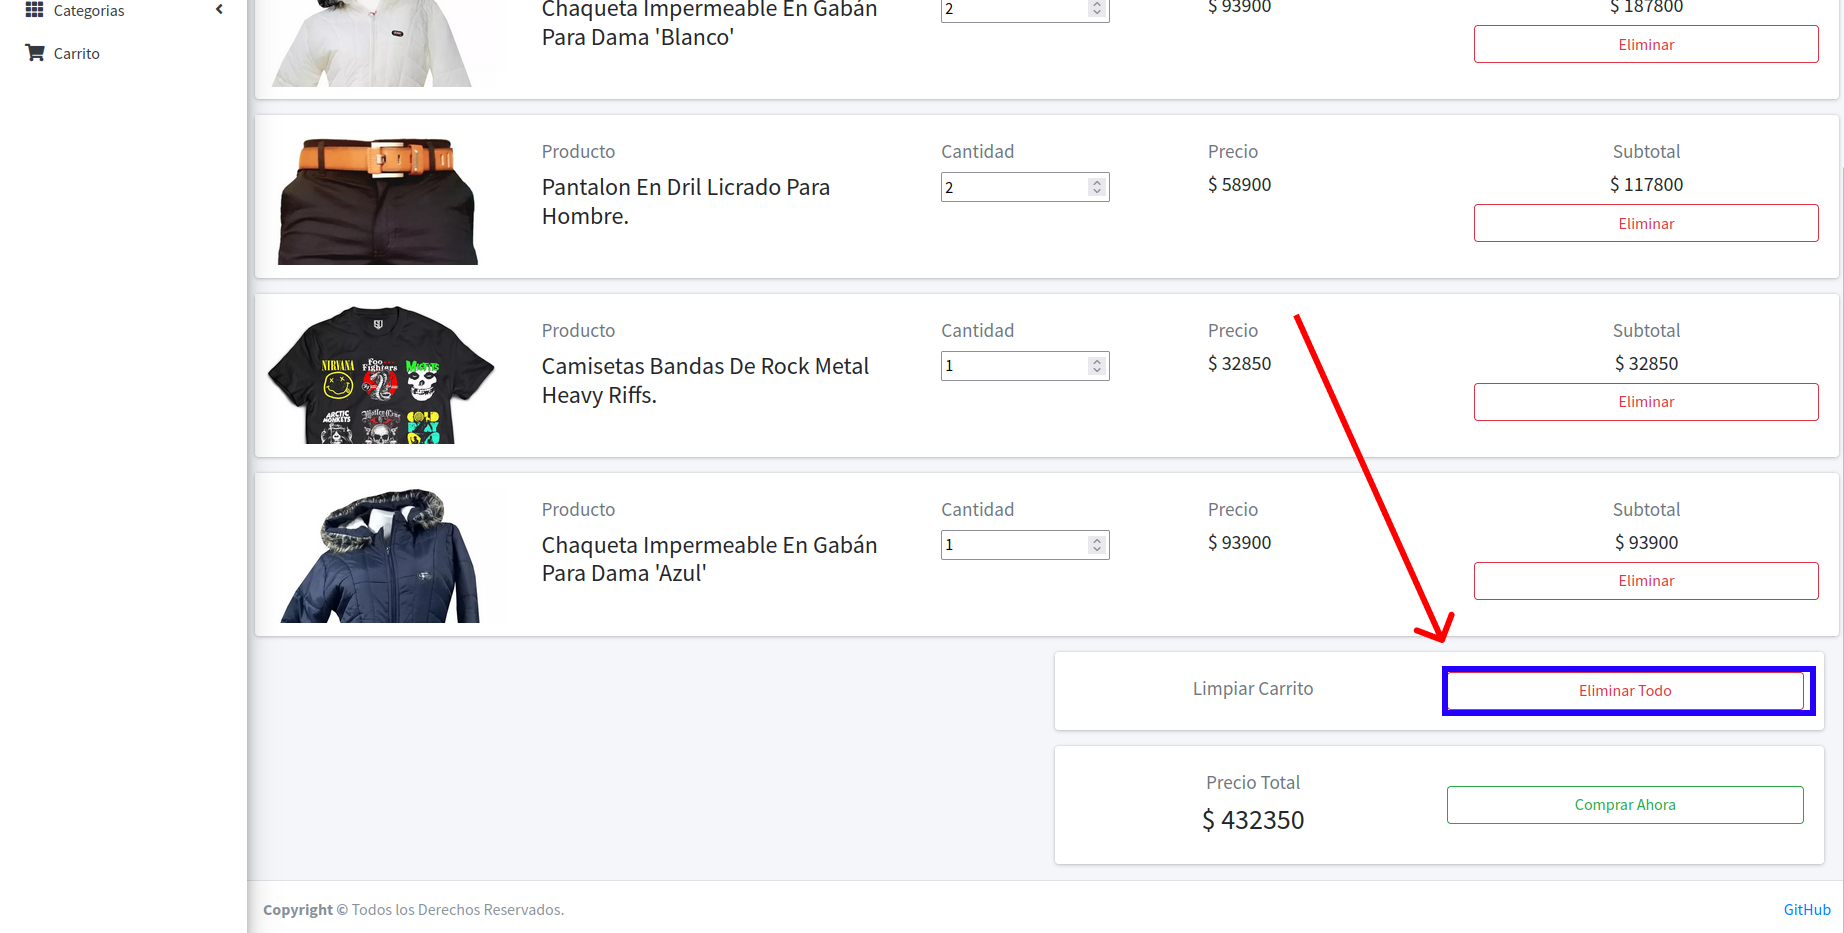 Categorias
Carrito
Chaqueta Impermeable En Gabán
Para Dama 'Blanco'
2
$ 93900
$ 187800
Eliminar
Producto
Cantidad
Precio
Subtotal
Pantalon En Dril Licrado Para
Hombre.
2
$ 58900
$ 117800
Eliminar
NIRVANA
Foo
Fighters
Misfits
ARCTIC
MONKEYS
Mötley Crüe
COLD
PLAY
Producto
Cantidad
Precio
Subtotal
Camisetas Bandas De Rock Metal
Heavy Riffs.
1
$ 32850
$ 32850
Eliminar
Producto
Cantidad
Precio
Subtotal
Chaqueta Impermeable En Gabán
Para Dama 'Azul'
1
$ 93900
$ 93900
Eliminar
Limpiar Carrito
Eliminar Todo
Precio Total
$ 432350
Comprar Ahora
Copyright © Todos los Derechos Reservados.
GitHub